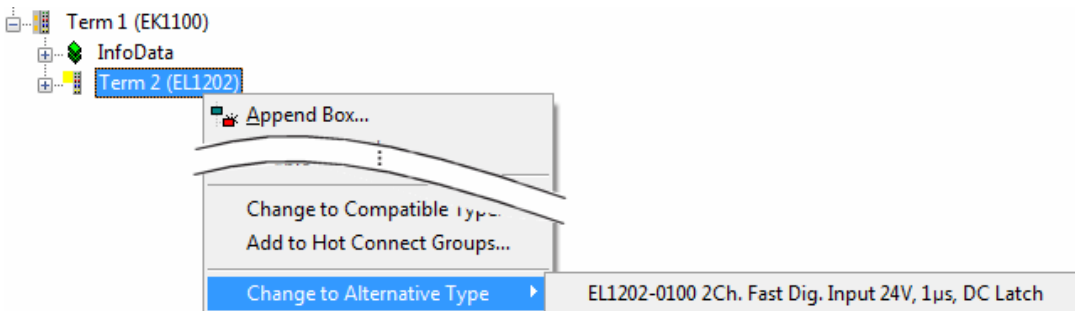 Term 1 (EK1100)
InfoData
Term 2 (EL1202)
Append Box...
Change to Compatible Type
Add to Hot Connect Groups...
Change to Alternative Type
EL1202-0100 2Ch. Fast Dig. Input 24V, 1µs, DC Latch